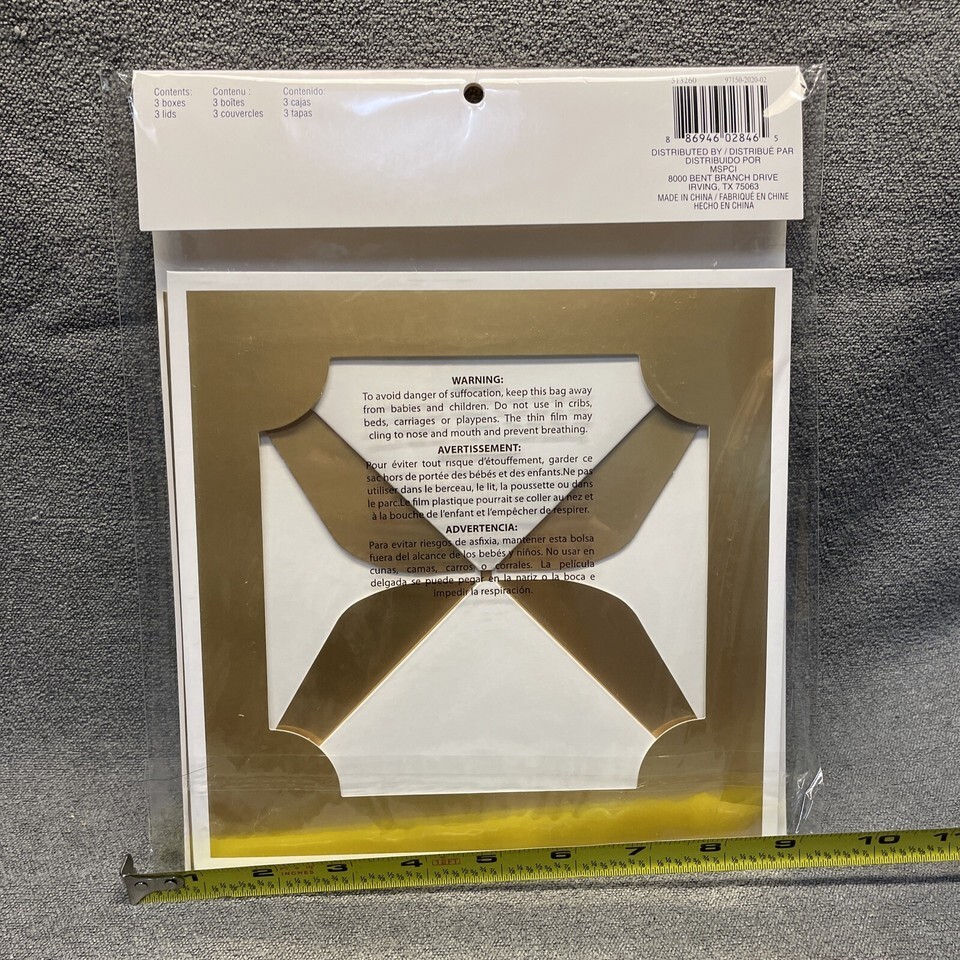 Contents:
3 boxes
3 lids
Contenu :
3 boîtes
3 couvercles
Contenido:
3 cajas
3 tapas
513260 97150-2020-02
8 86946 02846 5
DISTRIBUTED BY / DISTRIBUÉ PAR
DISTRIBUIDO POR
MSPCI
8000 BENT BRANCH DRIVE
IRVING, TX 75063
MADE IN CHINA / FABRIQUÉ EN CHINE
HECHO EN CHINA
WARNING:
To avoid danger of suffocation, keep this bag away
from babies and children. Do not use in cribs,
beds, carriages or playpens. The thin film may
cling to nose and mouth and prevent breathing.
AVERTISSEMENT:
Pour éviter tout risque d'étouffement, garder ce
sac hors de portée des bébés et des enfants.Ne pas
utiliser dans le berceau, le lit, la poussette ou dans
le parc.Le film plastique pourrait se coller au nez et
à la bouche de l'enfant et l'empêcher de respirer.
ADVERTENCIA:
Para evitar riesgos de asfixia, mantener esta bolsa
fuera del alcance de los bebés y niños. No usar en
cunas, camas, carros o corrales. La película
delgada se puede pegar en la nariz o la boca e
impedir la respiración.
1 2 3 4 5 6 7 8 9 10 11
INCHES
12FT